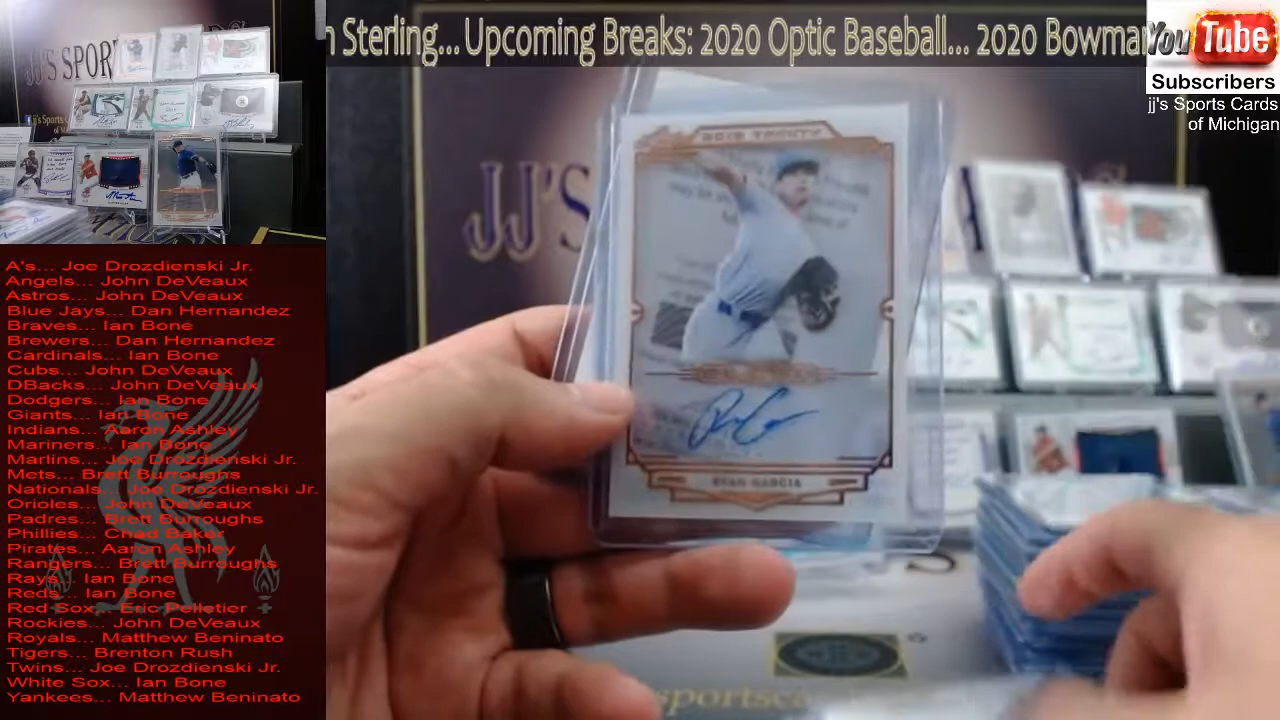 n Sterling... Upcoming Breaks: 2020 Optic Baseball... 2020 Bowman
You Tube
Subscribers
jj's Sports Cards
of Michigan
JJ'S SPOR
JJ'S
RYAN GARCIA
A's... Joe Drozdienski Jr.
Angels... John DeVeaux
Astros... John DeVeaux
Blue Jays... Dan Hernandez
Braves... Ian Bone
Brewers... Dan Hernandez
Cardinals... Ian Bone
Cubs... John DeVeaux
DBacks... John DeVeaux
Dodgers... Ian Bone
Giants... Ian Bone
Indians... Aaron Ashley
Mariners... Ian Bone
Marlins... Joe Drozdienski Jr.
Mets... Brett Burroughs
Nationals... Joe Drozdienski Jr.
Orioles... John DeVeaux
Padres... Brett Burroughs
Phillies... Chad Baker
Pirates... Aaron Ashley
Rangers... Brett Burroughs
Rays... Ian Bone
Reds... Ian Bone
Red Sox... Eric Pelletier
Rockies... John DeVeaux
Royals... Matthew Beninato
Tigers... Brenton Rush
Twins... Joe Drozdienski Jr.
White Sox... Ian Bone
Yankees... Matthew Beninato